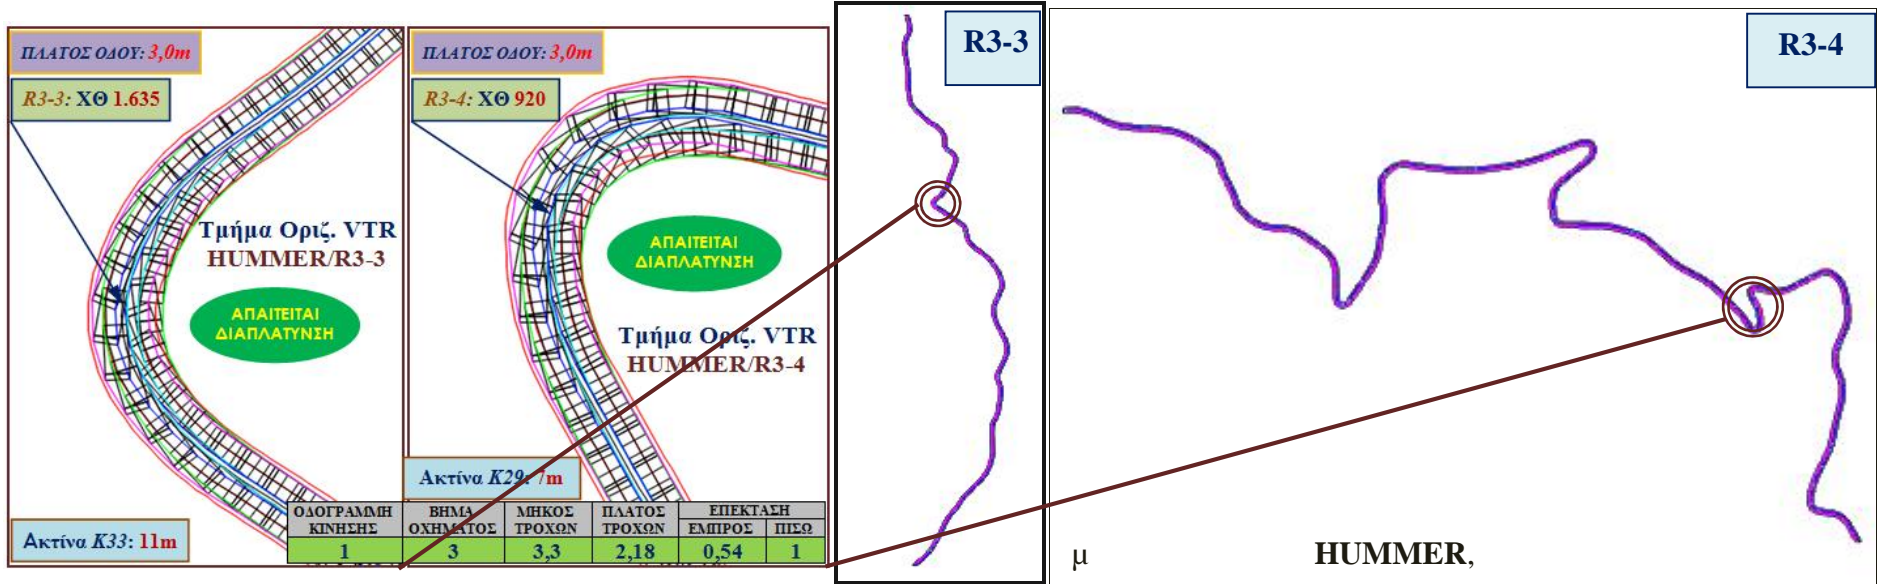 ΠΛΑΤΟΣ ΟΔΟΥ: 3,0m
R3-3: ΧΘ 1.635
Τμήμα Οριζ. VTR
HUMMER/R3-3
ΑΠΑΙΤΕΙΤΑΙ
ΔΙΑΠΛΑΤΥΝΣΗ
Ακτίνα Κ33: 11m
ΠΛΑΤΟΣ ΟΔΟΥ: 3,0m
R3-4: ΧΘ 920
ΑΠΑΙΤΕΙΤΑΙ
ΔΙΑΠΛΑΤΥΝΣΗ
Τμήμα Οριζ. VTR
HUMMER/R3-4
Ακτίνα Κ29: 7m
ΟΔΟΓΡΑΜΜΗ ΒΗΜΑ ΜΗΚΟΣ ΠΛΑΤΟΣ ΕΠΕΚΤΑΣΗ
ΚΙΝΗΣΗΣ ΟΧΗΜΑΤΟΣ ΤΡΟΧΩΝ ΤΡΟΧΩΝ ΕΜΠΡΟΣ ΠΙΣΩ
1 3 3,3 2,18 0,54 1
R3-3
R3-4
μ HUMMER,